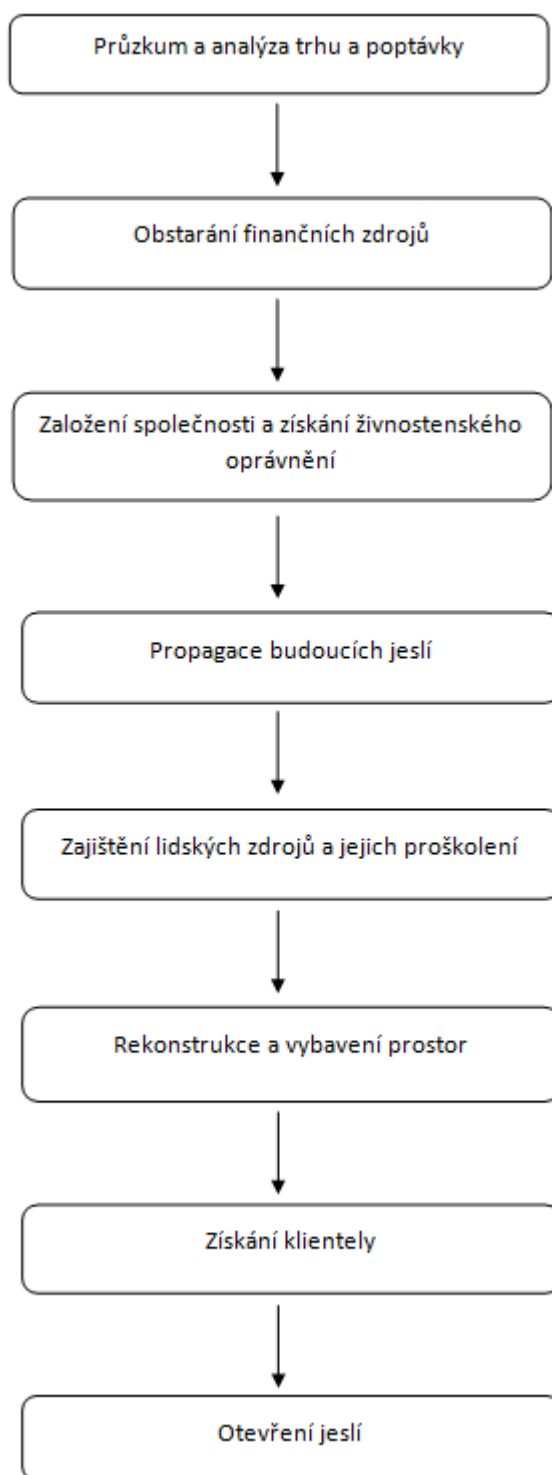 Průzkum a analýza trhu a poptávky
Obstarání finančních zdrojů
Založení společnosti a získání živnostenského
oprávnění
Propagace budoucích jeslí
Zajištění lidských zdrojů a jejich proškolení
Rekonstrukce a vybavení prostor
Získání klientely
Otevření jeslí